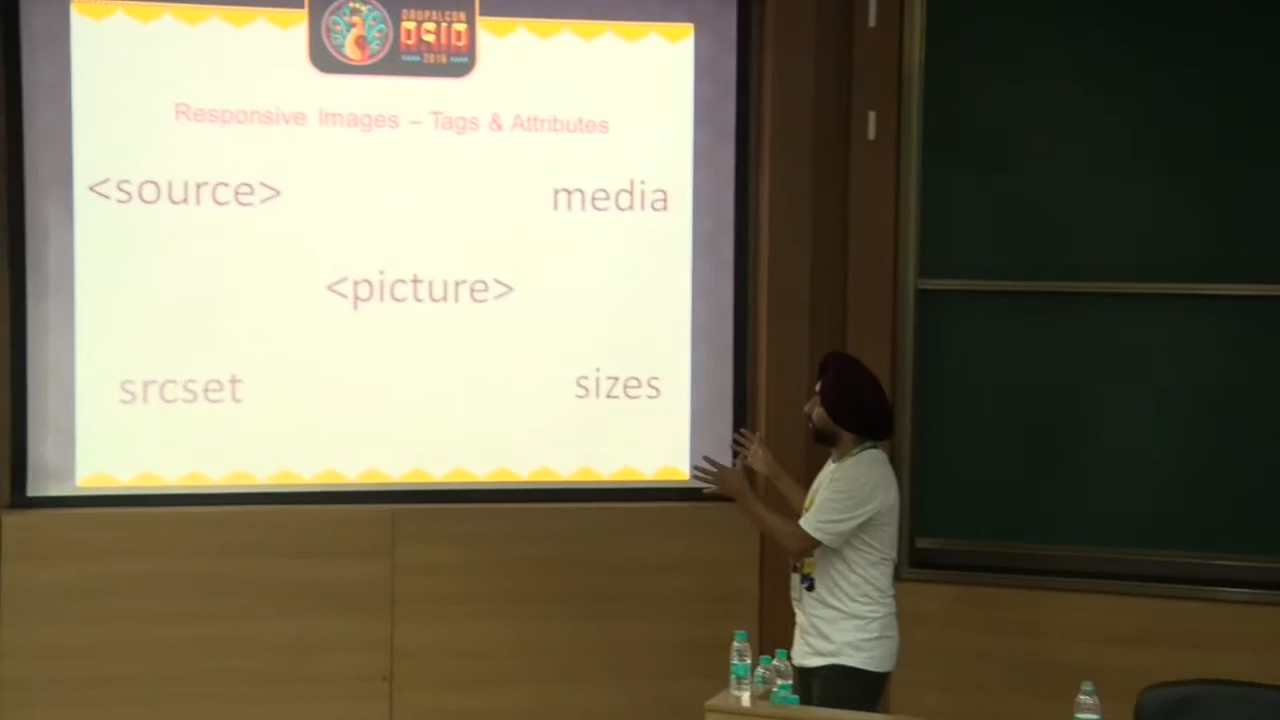 DRUPALCON
ASIA
2016
Responsive Images – Tags & Attributes
<source>
media
<picture>
srcset
sizes